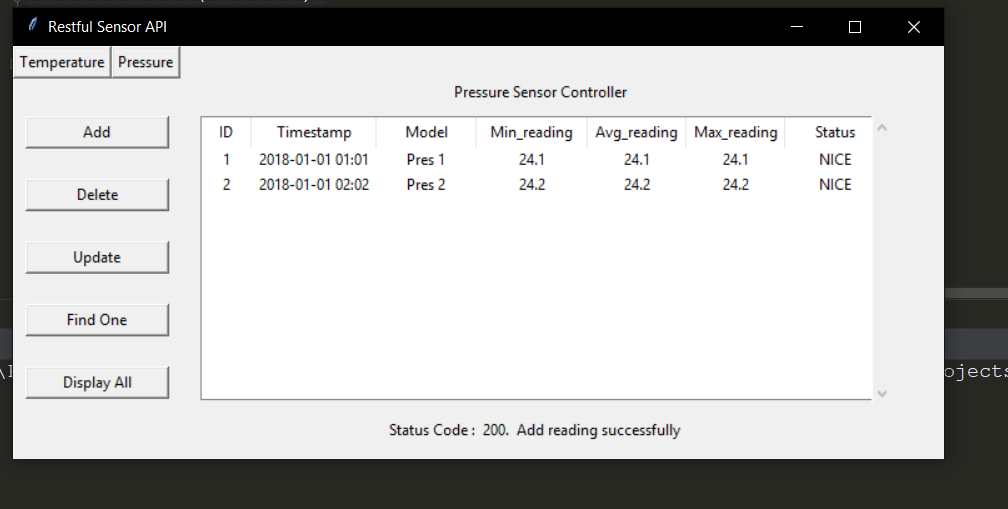 Restful Sensor API
Temperature Pressure
Pressure Sensor Controller
Add
Delete
Update
Find One
Display All
ID Timestamp Model Min_reading Avg_reading Max_reading Status
1 2018-01-01 01:01 Pres 1 24.1 24.1 24.1 NICE
2 2018-01-01 02:02 Pres 2 24.2 24.2 24.2 NICE
Status Code : 200. Add reading successfully
ojects